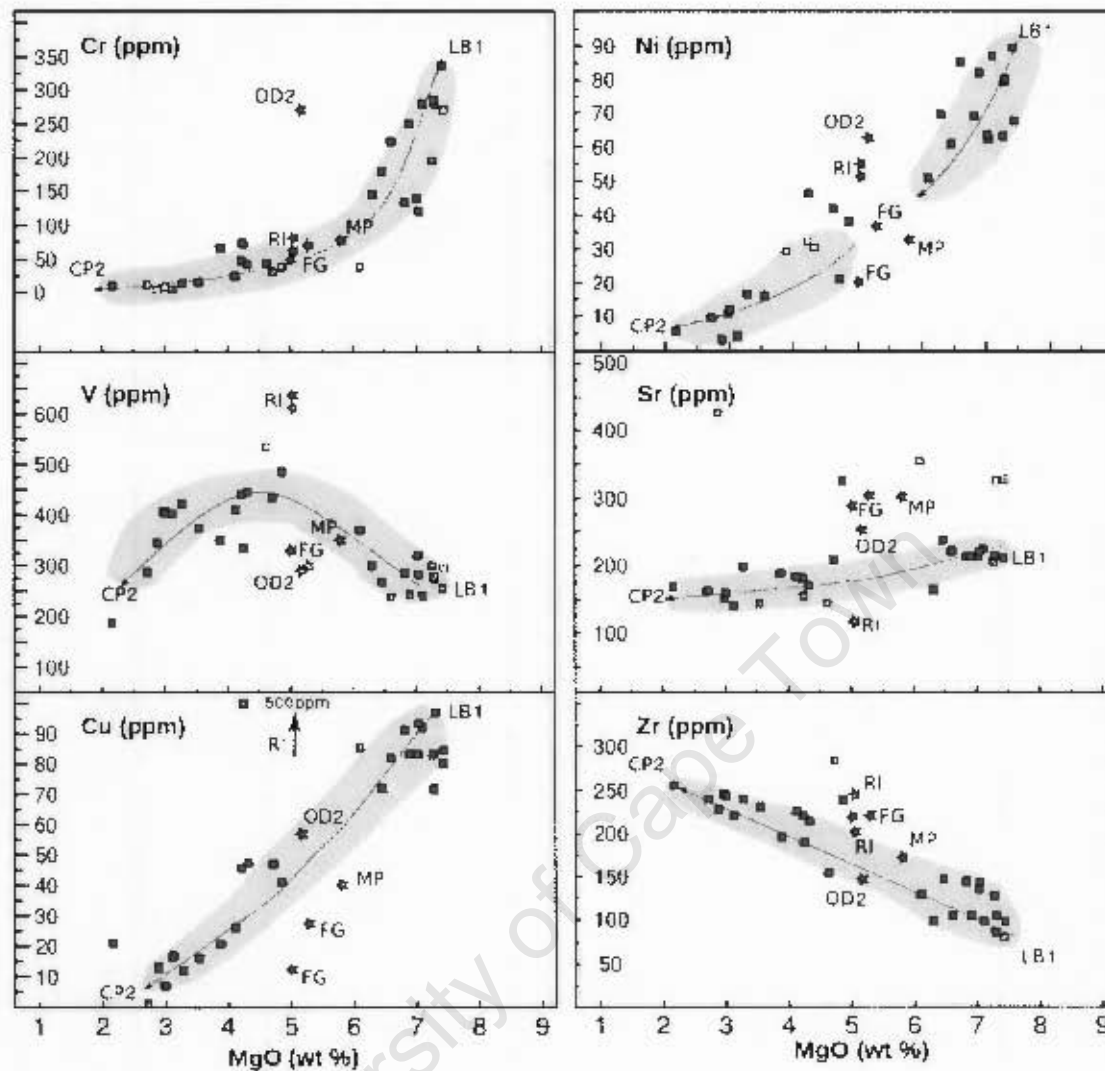 Cr (ppm)
350
300
250
200
150
100
50
0
LB1
OD2
RI
MP
FG
CP2
Ni (ppm)
90
80
70
60
50
40
30
20
10
OD2
RI
FG
MP
FG
CP2
V (ppm)
600
500
400
300
200
100
RI
MP
FG
OD2
CP2
LB1
Sr (ppm)
500
400
300
200
100
FG
MP
OD2
LB1
CP2
RI
Cu (ppm)
90
80
70
60
50
40
30
20
10
500ppm
LB1
OD2
MP
FG
FG
CP2
Zr (ppm)
300
250
200
150
100
50
CP2
RI
FG
RI
MP
OD2
LB1
1 2 3 4 5 6 7 8 9
MgO (wt %)
1 2 3 4 5 6 7 8 9
MgO (wt %)
University of Cape Town